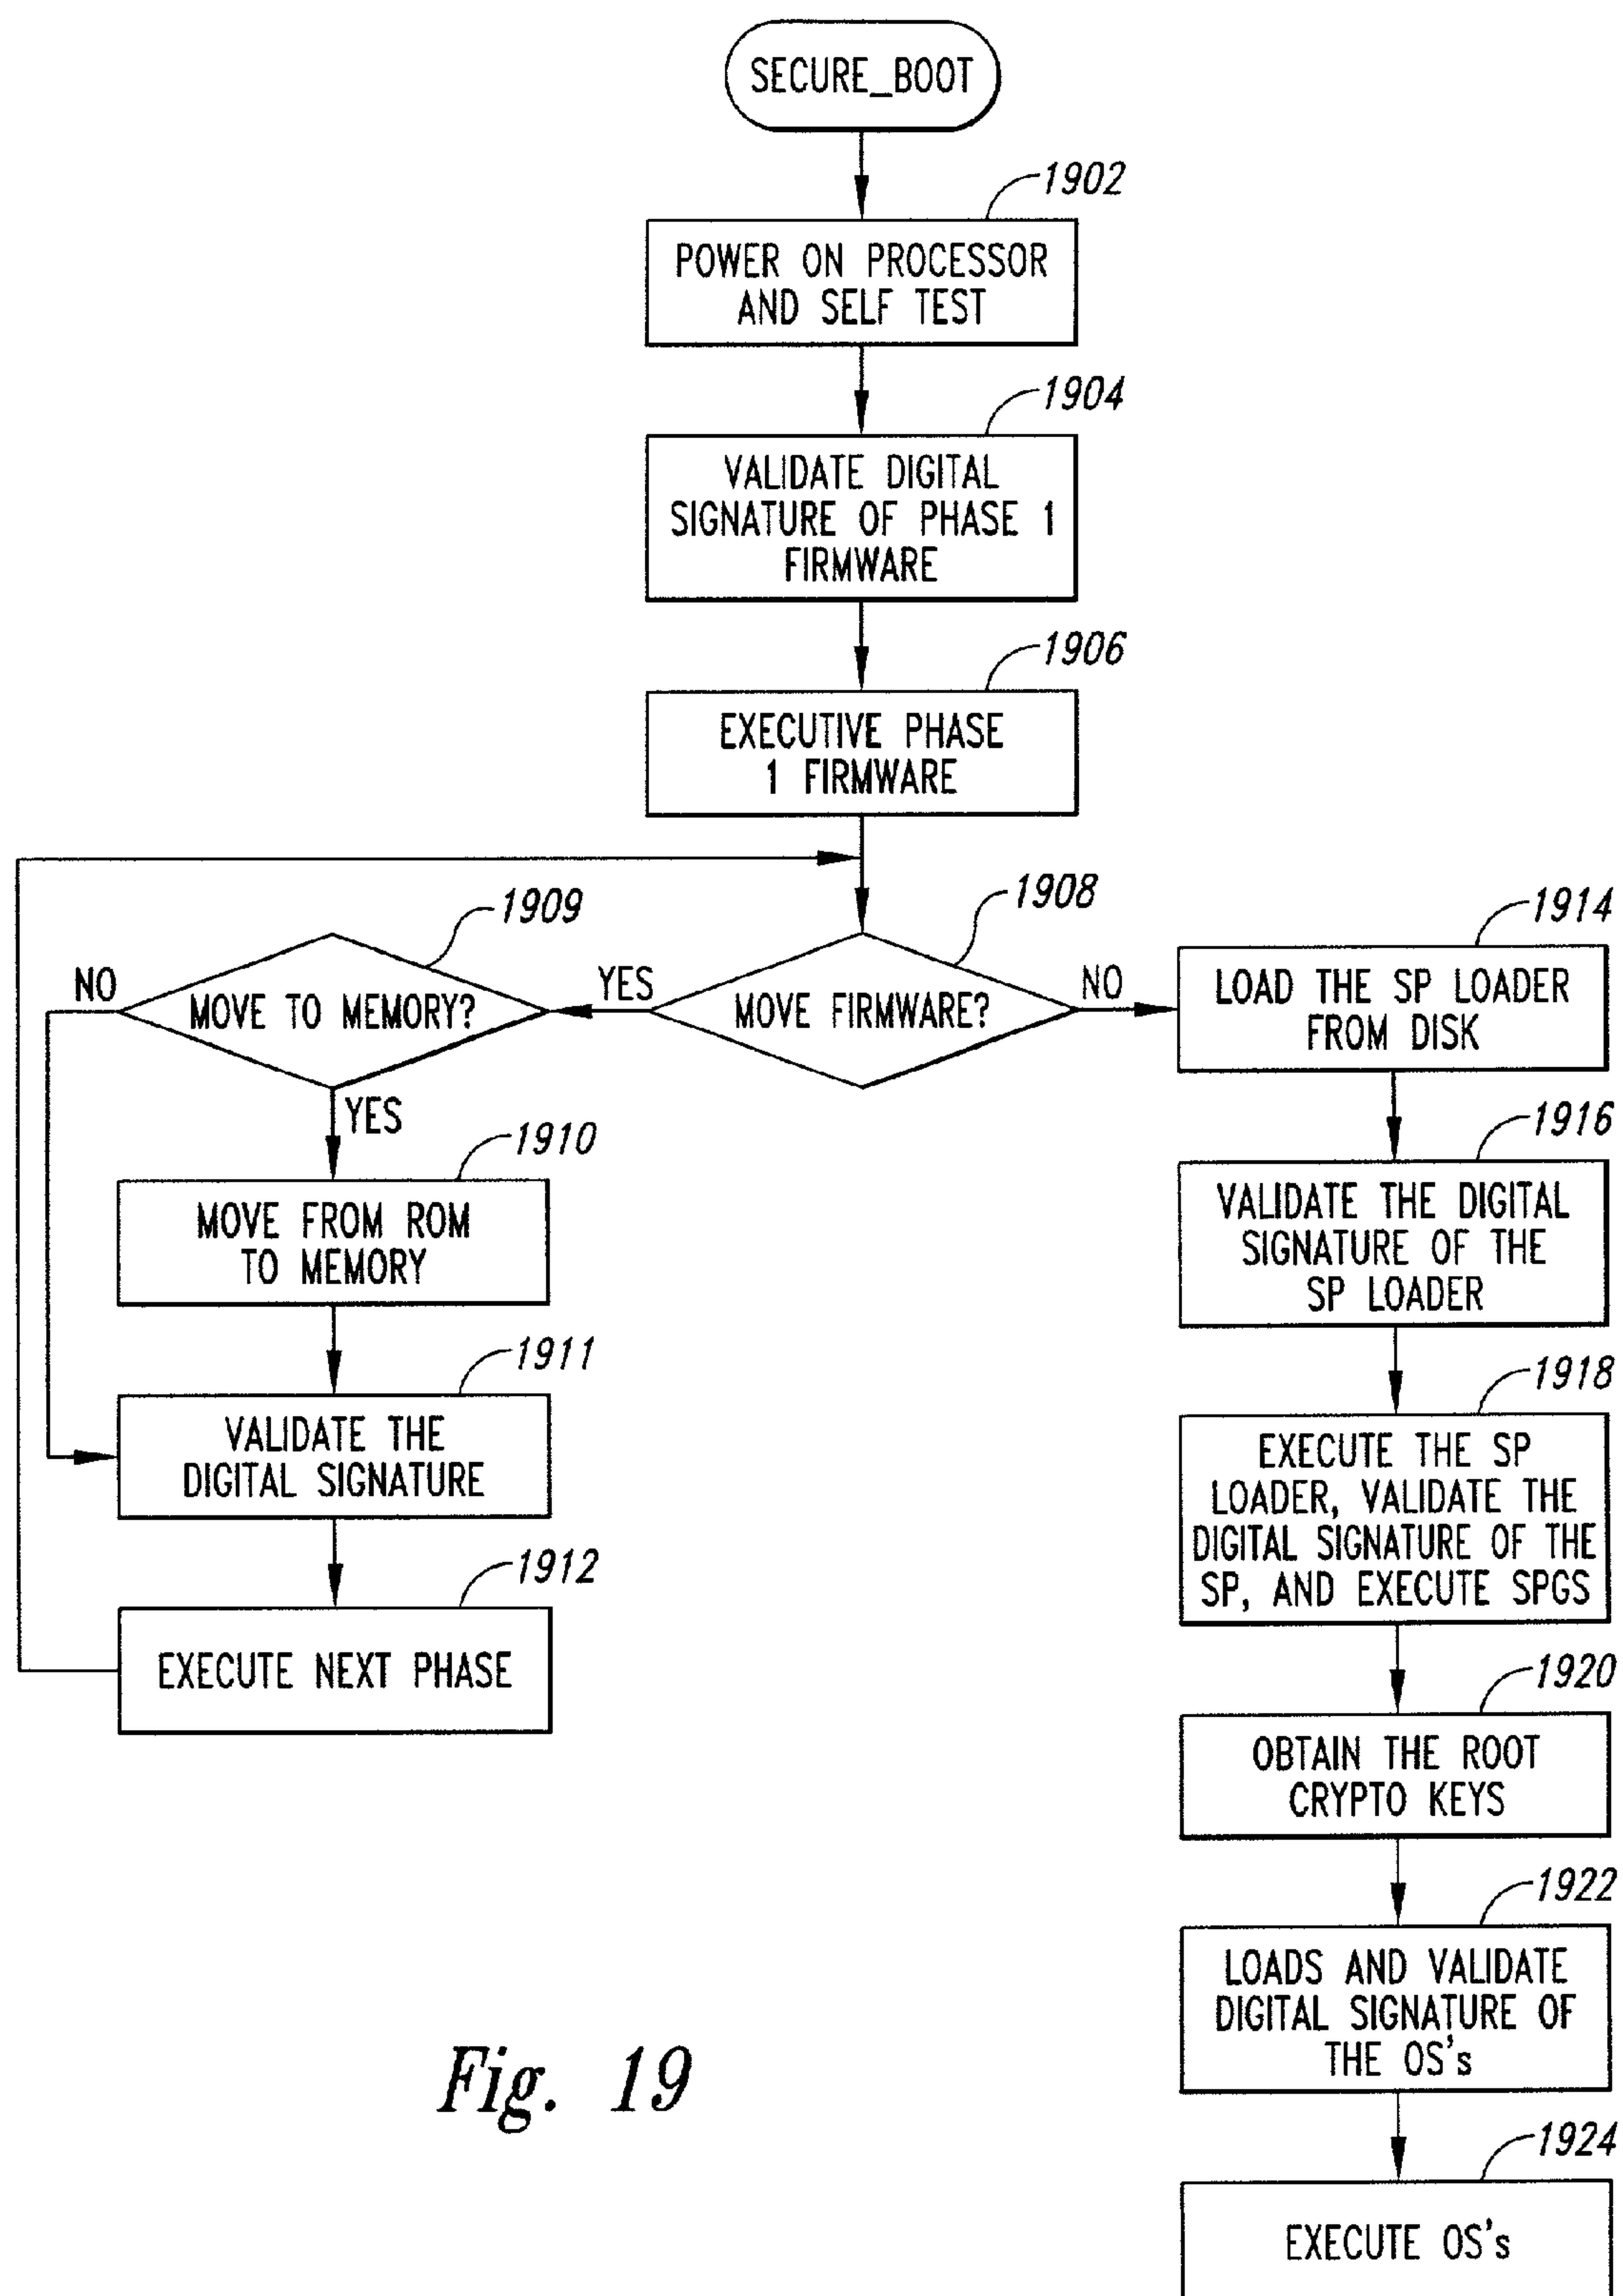 SECURE_BOOT
1902
POWER ON PROCESSOR
AND SELF TEST
1904
VALIDATE DIGITAL
SIGNATURE OF PHASE 1
FIRMWARE
1906
EXECUTIVE PHASE
1 FIRMWARE
1908
MOVE FIRMWARE?
YES
NO
1909
MOVE TO MEMORY?
NO
YES
1910
MOVE FROM ROM
TO MEMORY
1911
VALIDATE THE
DIGITAL SIGNATURE
1912
EXECUTE NEXT PHASE
1914
LOAD THE SP LOADER
FROM DISK
1916
VALIDATE THE DIGITAL
SIGNATURE OF THE
SP LOADER
1918
EXECUTE THE SP
LOADER, VALIDATE THE
DIGITAL SIGNATURE OF THE
SP, AND EXECUTE SPGS
1920
OBTAIN THE ROOT
CRYPTO KEYS
1922
LOADS AND VALIDATE
DIGITAL SIGNATURE OF
THE OS's
1924
EXECUTE OS's
Fig. 19